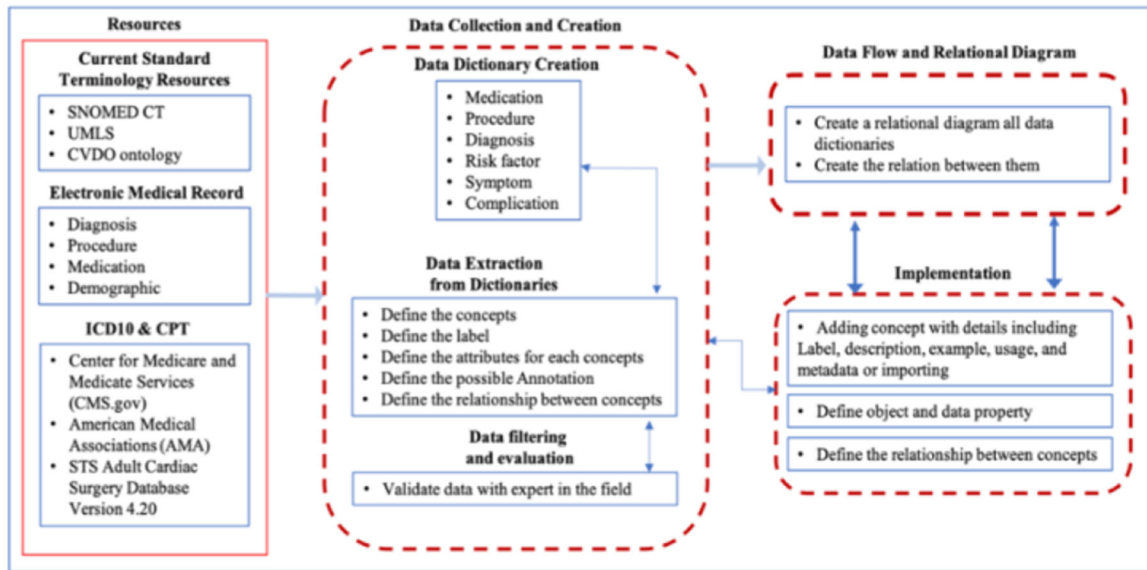 Resources
Current Standard
Terminology Resources
• SNOMED CT
• UMLS
• CVDO ontology
Electronic Medical Record
• Diagnosis
• Procedure
• Medication
• Demographic
ICD10 & CPT
• Center for Medicare and
Medicate Services
(CMS.gov)
• American Medical
Associations (AMA)
• STS Adult Cardiac
Surgery Database
Version 4.20
Data Collection and Creation
Data Dictionary Creation
• Medication
• Procedure
• Diagnosis
• Risk factor
• Symptom
• Complication
Data Extraction
from Dictionaries
• Define the concepts
• Define the label
• Define the attributes for each concepts
• Define the possible Annotation
• Define the relationship between concepts
Data filtering
and evaluation
• Validate data with expert in the field
Data Flow and Relational Diagram
• Create a relational diagram all data
dictionaries
• Create the relation between them
Implementation
• Adding concept with details including
Label, description, example, usage, and
metadata or importing
• Define object and data property
• Define the relationship between concepts